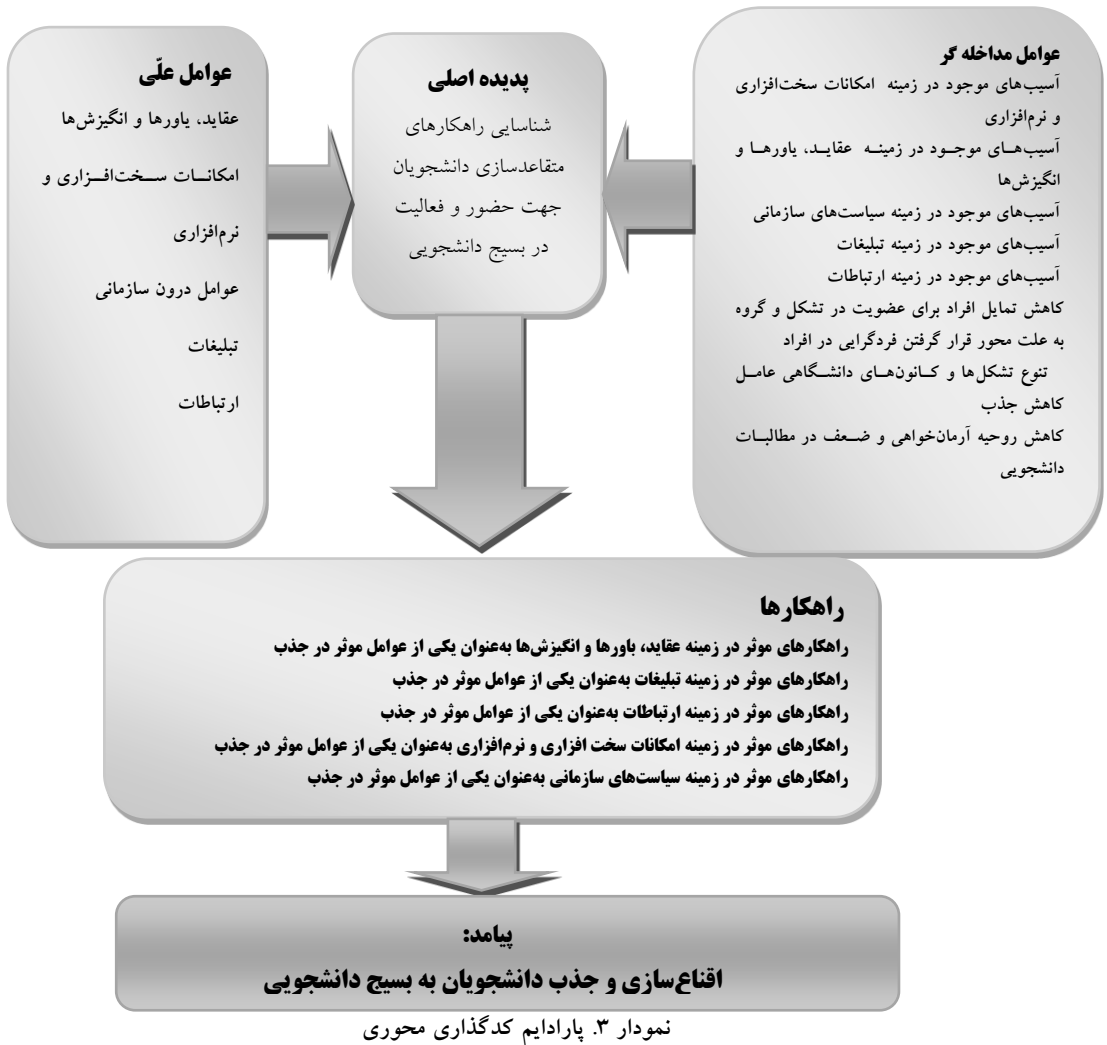 عوامل مداخله گر
آسیب‌های موجود در زمینه امکانات سخت‌افزاری
و نرم‌افزاری
آسیب‌های موجود در زمینه عقاید، یاورها و
انگیزش‌ها
آسیب‌های موجود در زمینه سیاست‌های سازمانی
آسیب‌های موجود در زمینه تبلیغات
آسیب‌های موجود در زمینه ارتباطات
کاهش تمایل افراد برای عضویت در تشکل و گروه
به علت محور قرار گرفتن فردگرایی در افراد
تنوع تشکل‌ها و کانون‌های دانشگاهی عامل
کاهش جذب
کاهش روحیه آرمان‌خواهی و ضعف در مطالبات
دانشجویی
پدیده اصلی
شناسایی راهکارهای
متقاعدسازی دانشجویان
جهت حضور و فعالیت
در بسیج دانشجویی
عوامل علّی
عقاید، یاورها و انگیزش‌ها
امکانات سخت‌افزاری و
نرم‌افزاری
عوامل درون سازمانی
تبلیغات
ارتباطات
راهکارها
راهکارهای موثر در زمینه عقاید، باورها و انگیزش‌ها به‌عنوان یکی از عوامل موثر در جذب
راهکارهای موثر در زمینه تبلیغات به‌عنوان یکی از عوامل موثر در جذب
راهکارهای موثر در زمینه ارتباطات به‌عنوان یکی از عوامل موثر در جذب
راهکارهای موثر در زمینه امکانات سخت افزاری و نرم‌افزاری به‌عنوان یکی از عوامل موثر در جذب
راهکارهای موثر در زمینه سیاست‌های سازمانی به‌عنوان یکی از عوامل موثر در جذب
پیامد:
اقناع‌سازی و جذب دانشجویان به بسیج دانشجویی
نمودار ۳. پارادایم کدگذاری محوری